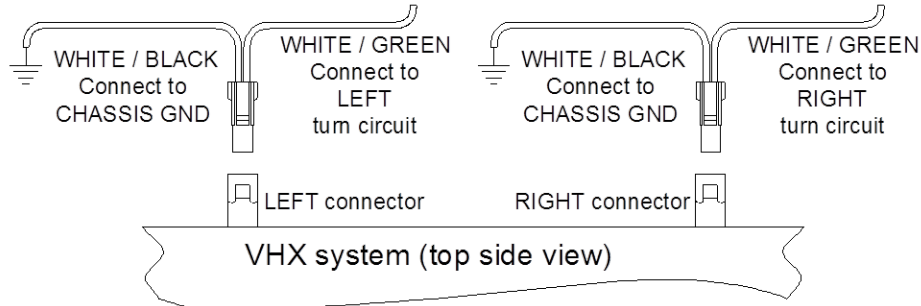 WHITE / BLACK
Connect to
CHASSIS GND
WHITE / GREEN
Connect to
LEFT
turn circuit
WHITE / BLACK
Connect to
CHASSIS GND
WHITE / GREEN
Connect to
RIGHT
turn circuit
LEFT connector
RIGHT connector
VHX system (top side view)